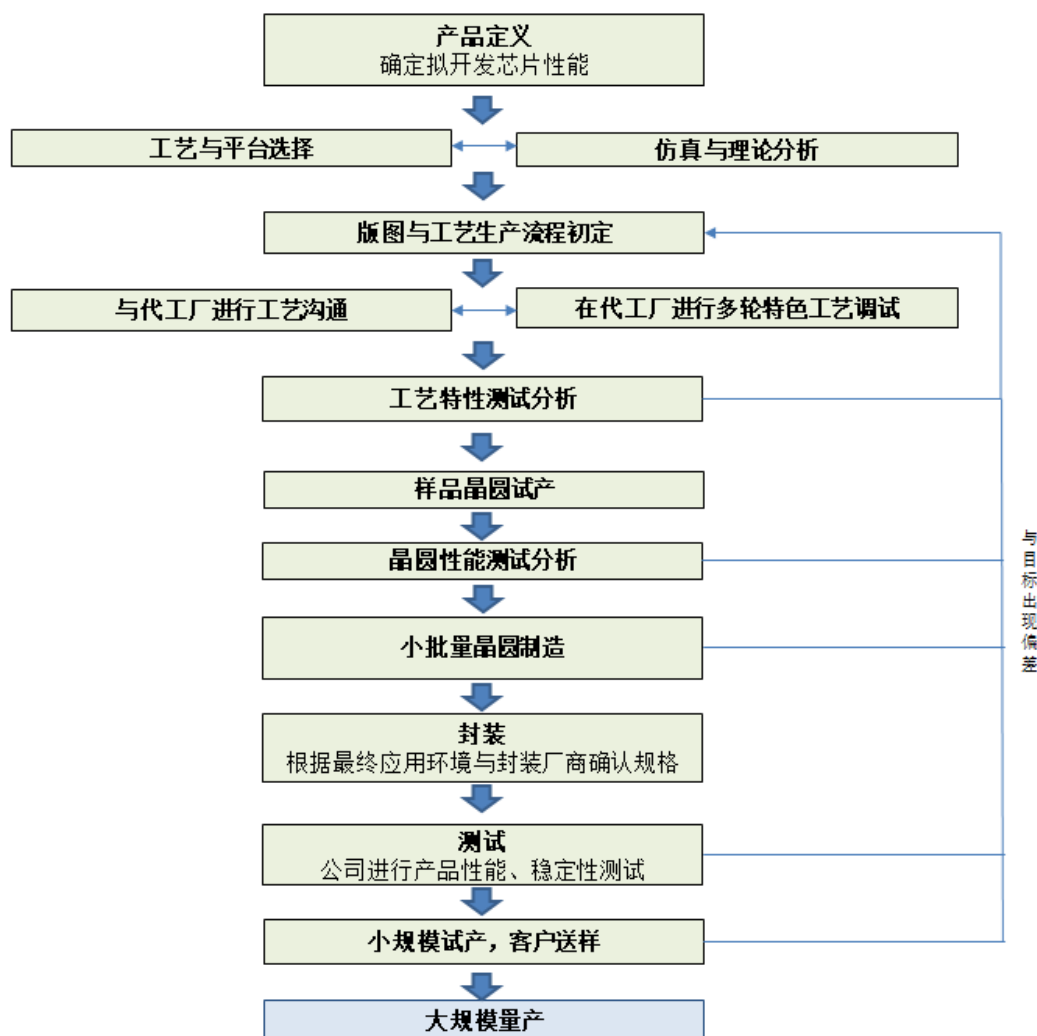 产品定义
确定拟开发芯片性能
工艺与平台选择
仿真与理论分析
版图与工艺生产流程初定
与代工厂进行工艺沟通
在代工厂进行多轮特色工艺调试
工艺特性测试分析
样品晶圆试产
晶圆性能测试分析
小批量晶圆制造
封装
根据最终应用环境与封装厂商确认规格
测试
公司进行产品性能、稳定性测试
小规模试产，客户送样
大规模量产
与目标出现偏差